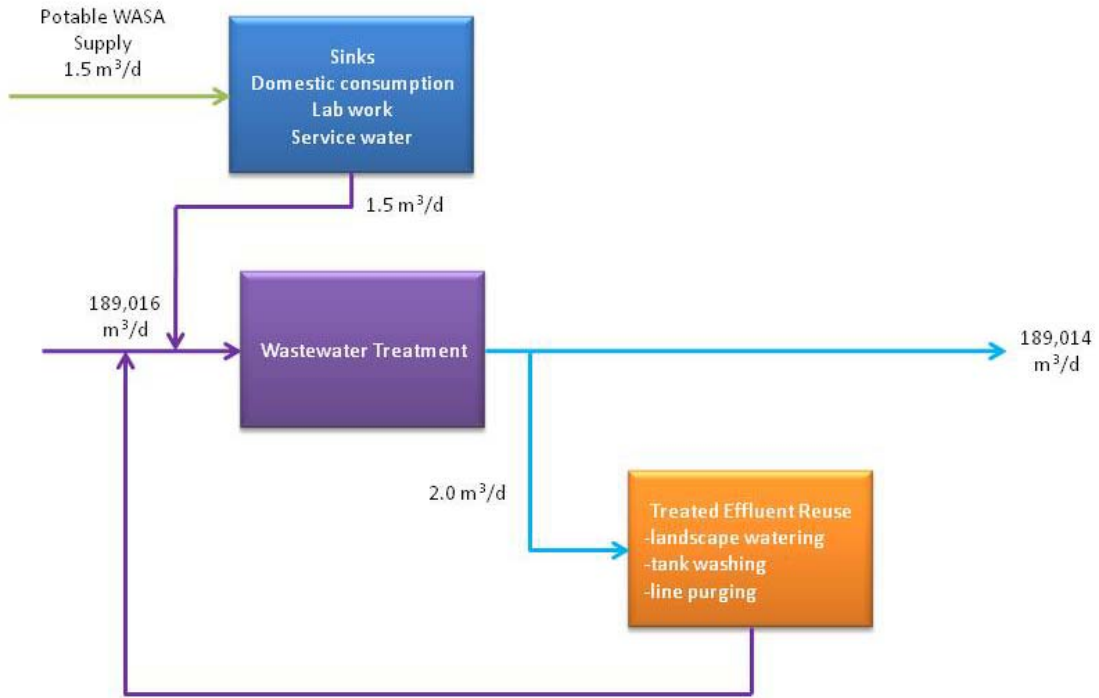 Potable WASA
Supply
1.5 m³/d
Sinks
Domestic consumption
Lab work
Service water
1.5 m³/d
189,016
m³/d
Wastewater Treatment
189,014
m³/d
2.0 m³/d
Treated Effluent Reuse
-landscape watering
-tank washing
-line purging